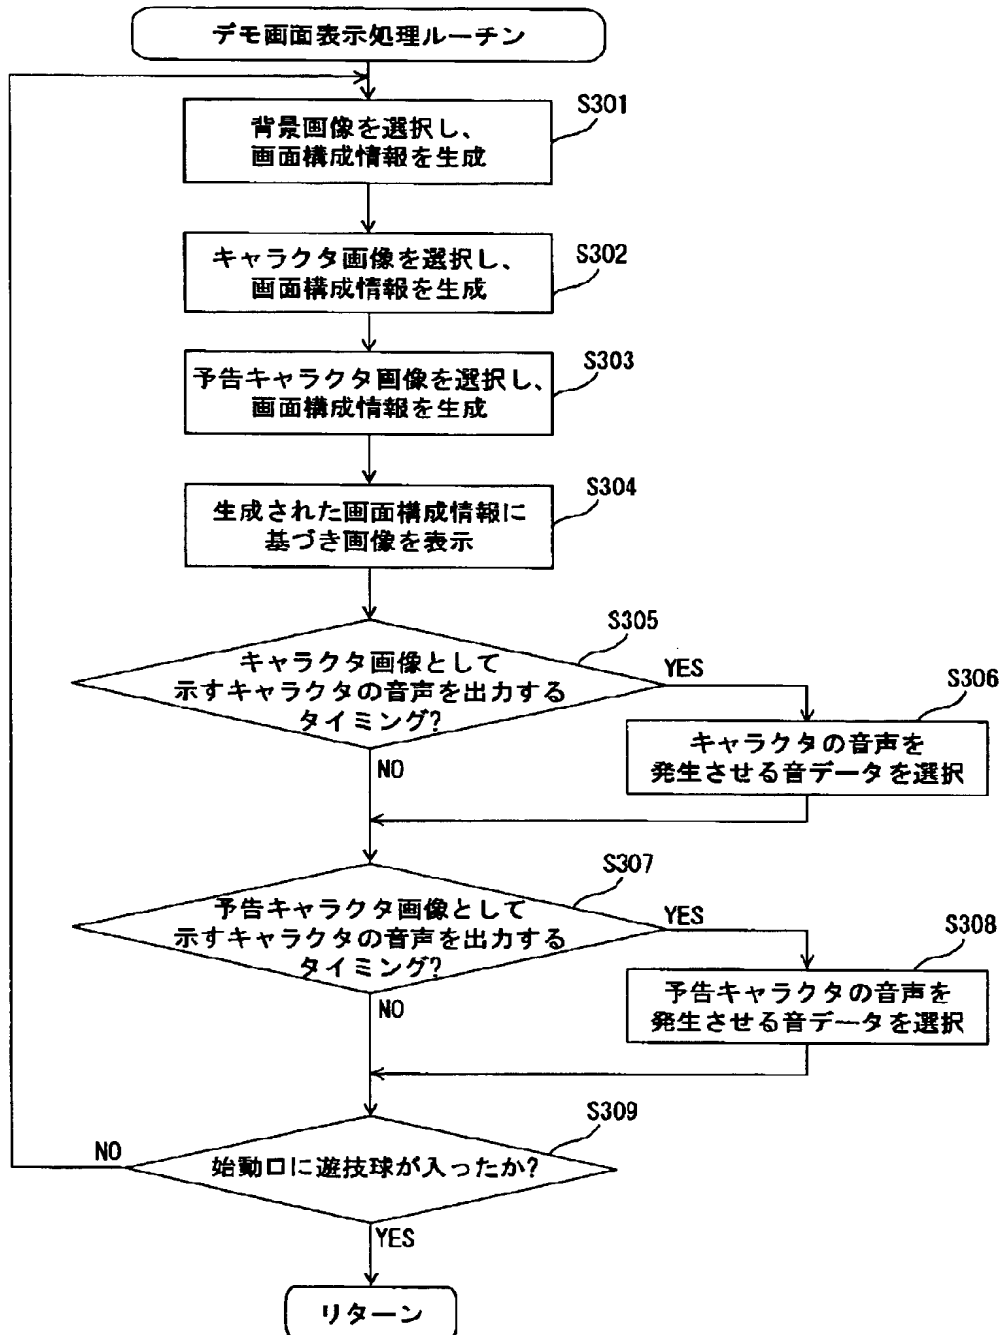 デモ画面表示処理ルーチン
S301
背景画像を選択し、
画面構成情報を生成
S302
キャラクタ画像を選択し、
画面構成情報を生成
S303
予告キャラクタ画像を選択し、
画面構成情報を生成
S304
生成された画面構成情報に
基づき画像を表示
S305
キャラクタ画像として
示すキャラクタの音声を出力する
タイミング?
YES
NO
S306
キャラクタの音声を
発生させる音データを選択
S307
予告キャラクタ画像として
示すキャラクタの音声を出力する
タイミング?
YES
NO
S308
予告キャラクタの音声を
発生させる音データを選択
S309
始動口に遊技球が入ったか?
NO
YES
リターン